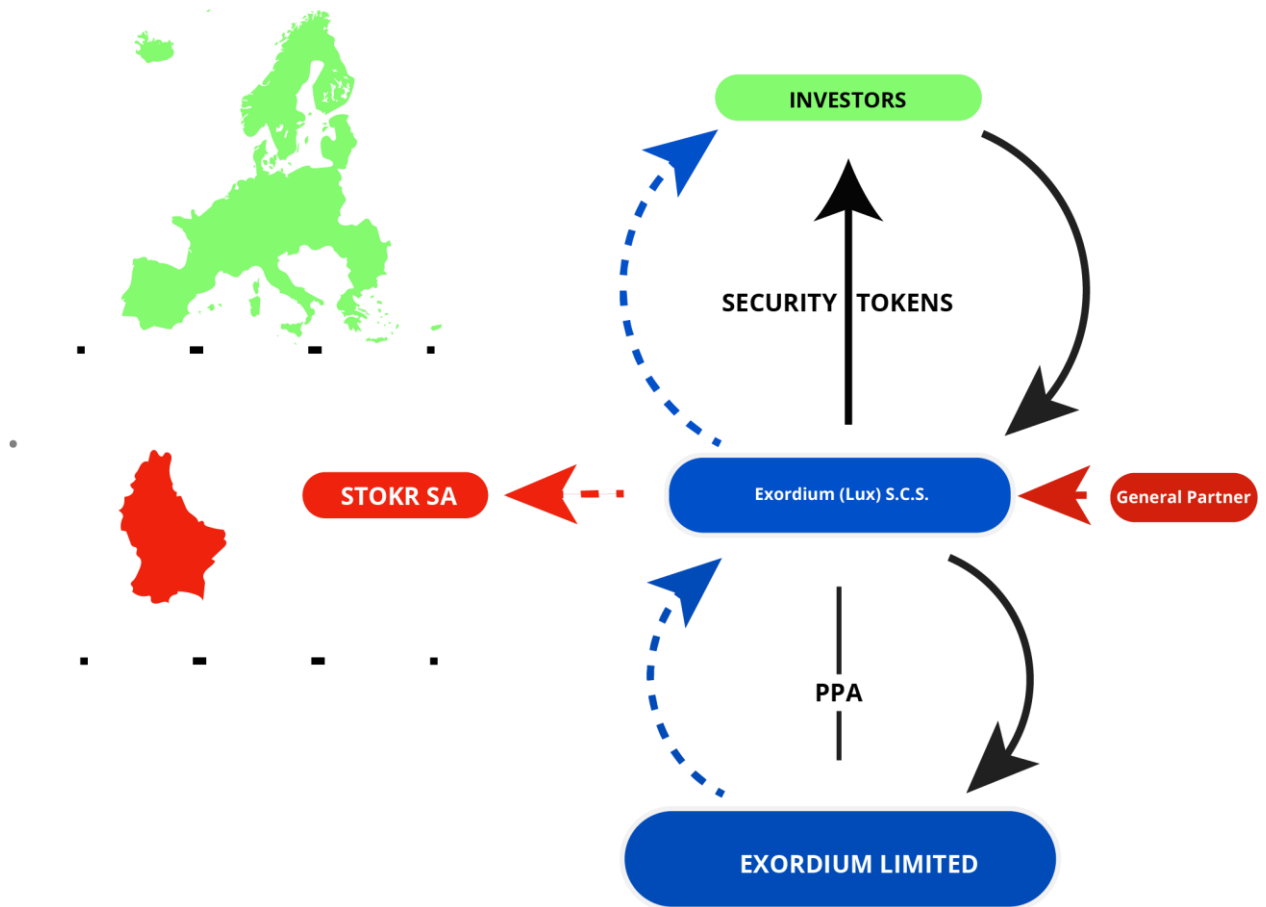 INVESTORS
SECURITY TOKENS
STOKR SA
Exordium (Lux) S.C.S.
General Partner
PPA
EXORDIUM LIMITED